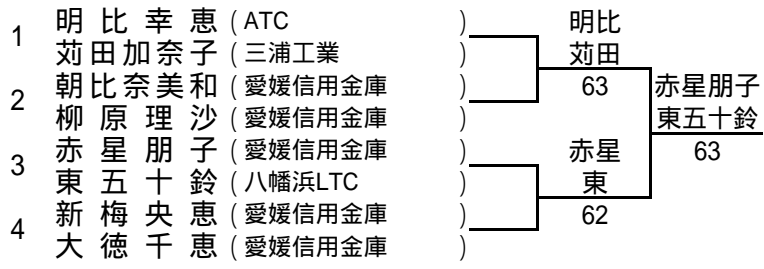 1 明比幸恵 (ATC)
苅田加奈子 (三浦工業)
2 朝比奈美和 (愛媛信用金庫)
柳原理沙 (愛媛信用金庫)
3 赤星朋子 (愛媛信用金庫)
東五十鈴 (八幡浜LTC)
4 新梅央恵 (愛媛信用金庫)
大徳千恵 (愛媛信用金庫)
明比
苅田
63
赤星
東
62
赤星朋子
東五十鈴
63